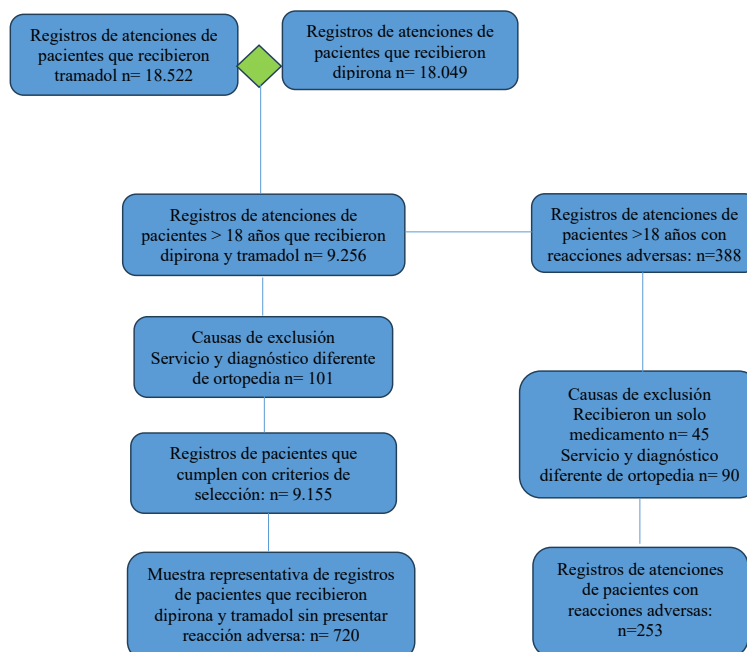 Registros de atenciones de
pacientes que recibieron
tramadol n= 18.522
Registros de atenciones de
pacientes que recibieron
dipirona n= 18.049
Registros de atenciones de
pacientes > 18 años que recibieron
dipirona y tramadol n= 9.256
Registros de atenciones de
pacientes >18 años con
reacciones adversas: n=388
Causas de exclusión
Servicio y diagnóstico diferente
de ortopedia n= 101
Causas de exclusión
Recibieron un solo
medicamento n= 45
Servicio y diagnóstico
diferente de ortopedia n= 90
Registros de pacientes que
cumplen con criterios de
selección: n= 9.155
Muestra representativa de registros
de pacientes que recibieron
dipirona y tramadol sin presentar
reacción adversa: n= 720
Registros de atenciones
de pacientes con
reacciones adversas:
n=253